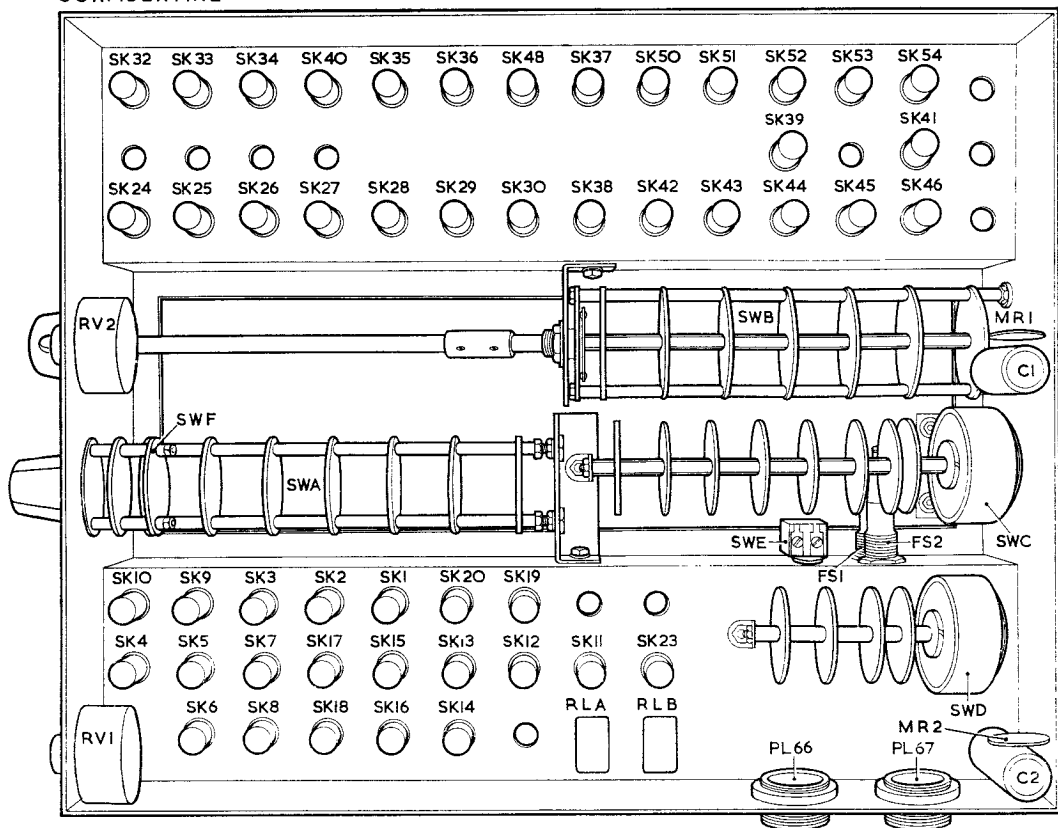 SK32 SK33 SK34 SK40 SK35 SK36 SK48 SK37 SK50 SK51 SK52 SK53 SK54
SK39 SK41
SK24 SK25 SK26 SK27 SK28 SK29 SK30 SK38 SK42 SK43 SK44 SK45 SK46
RV2
SWB
MR1
C1
SWF
SWA
SWE
FS1
FS2
SWC
SK10 SK9 SK3 SK2 SK1 SK20 SK19
SK4 SK5 SK7 SK17 SK15 SK13 SK12 SK11 SK23
SK6 SK8 SK18 SK16 SK14 RLA RLB
SWD
RV1
MR2
PL66 PL67
C2